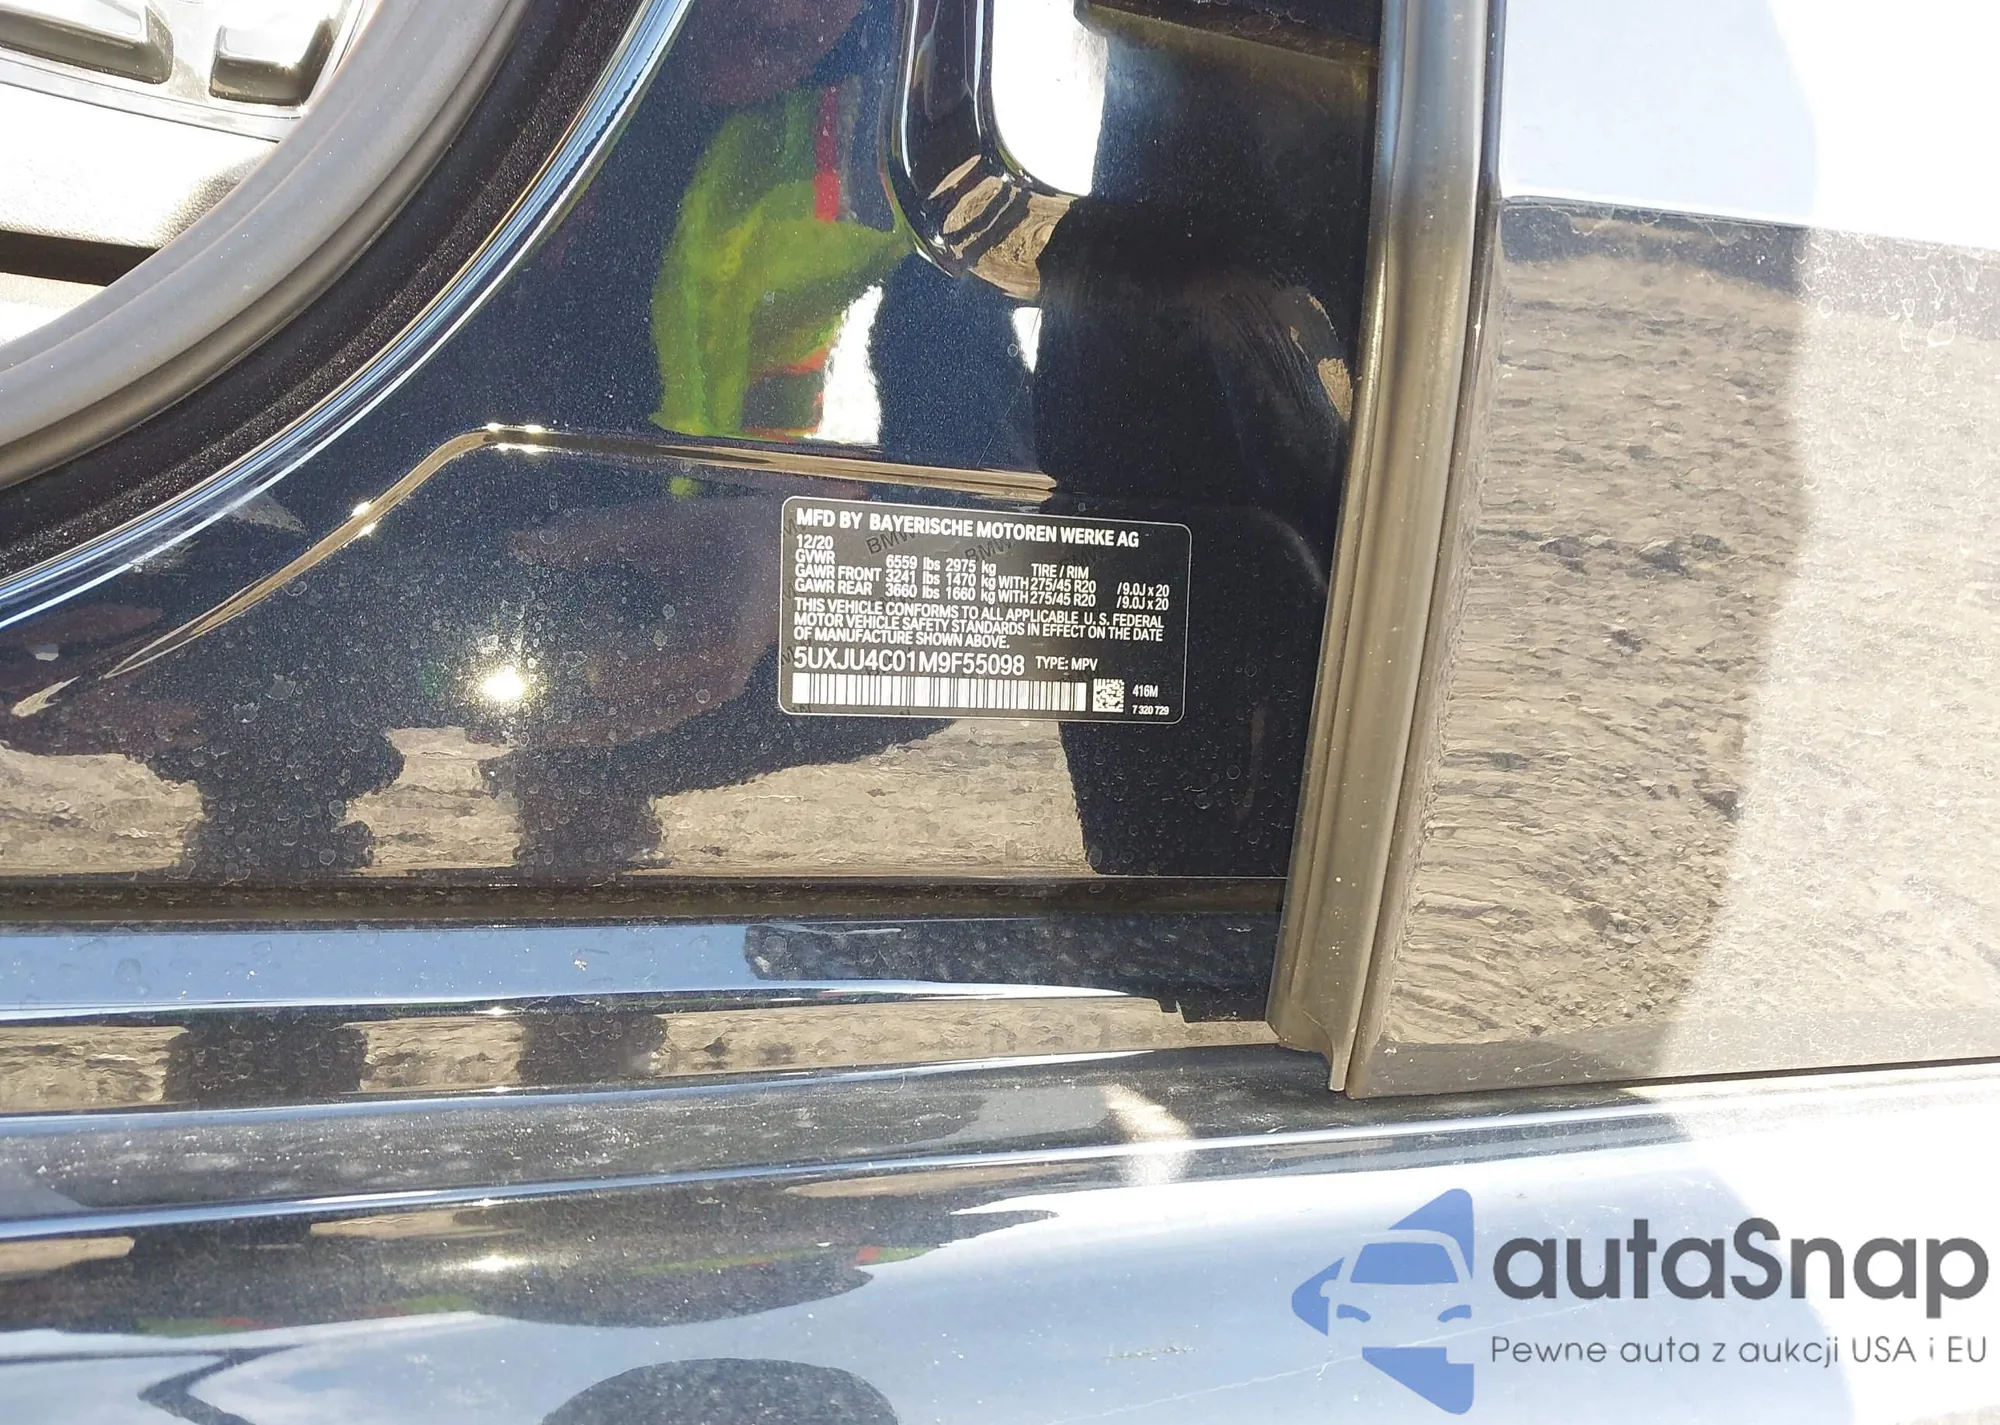 MFD BY BAYERISCHE MOTOREN WERKE AG
12/20
GVWR 6559 lbs 2975 kg TIRE / RIM
GAWR FRONT 3241 lbs 1470 kg WITH 275/45 R20 /9.0J x 20
GAWR REAR 3660 lbs 1660 kg WITH 275/45 R20 /9.0J x 20
THIS VEHICLE CONFORMS TO ALL APPLICABLE U. S. FEDERAL
MOTOR VEHICLE SAFETY STANDARDS IN EFFECT ON THE DATE
OF MANUFACTURE SHOWN ABOVE.
5UXJU4C01M9F55098 TYPE: MPV
416M
7 320 729
autaSnap
Pewne auta z aukcji USA i EU